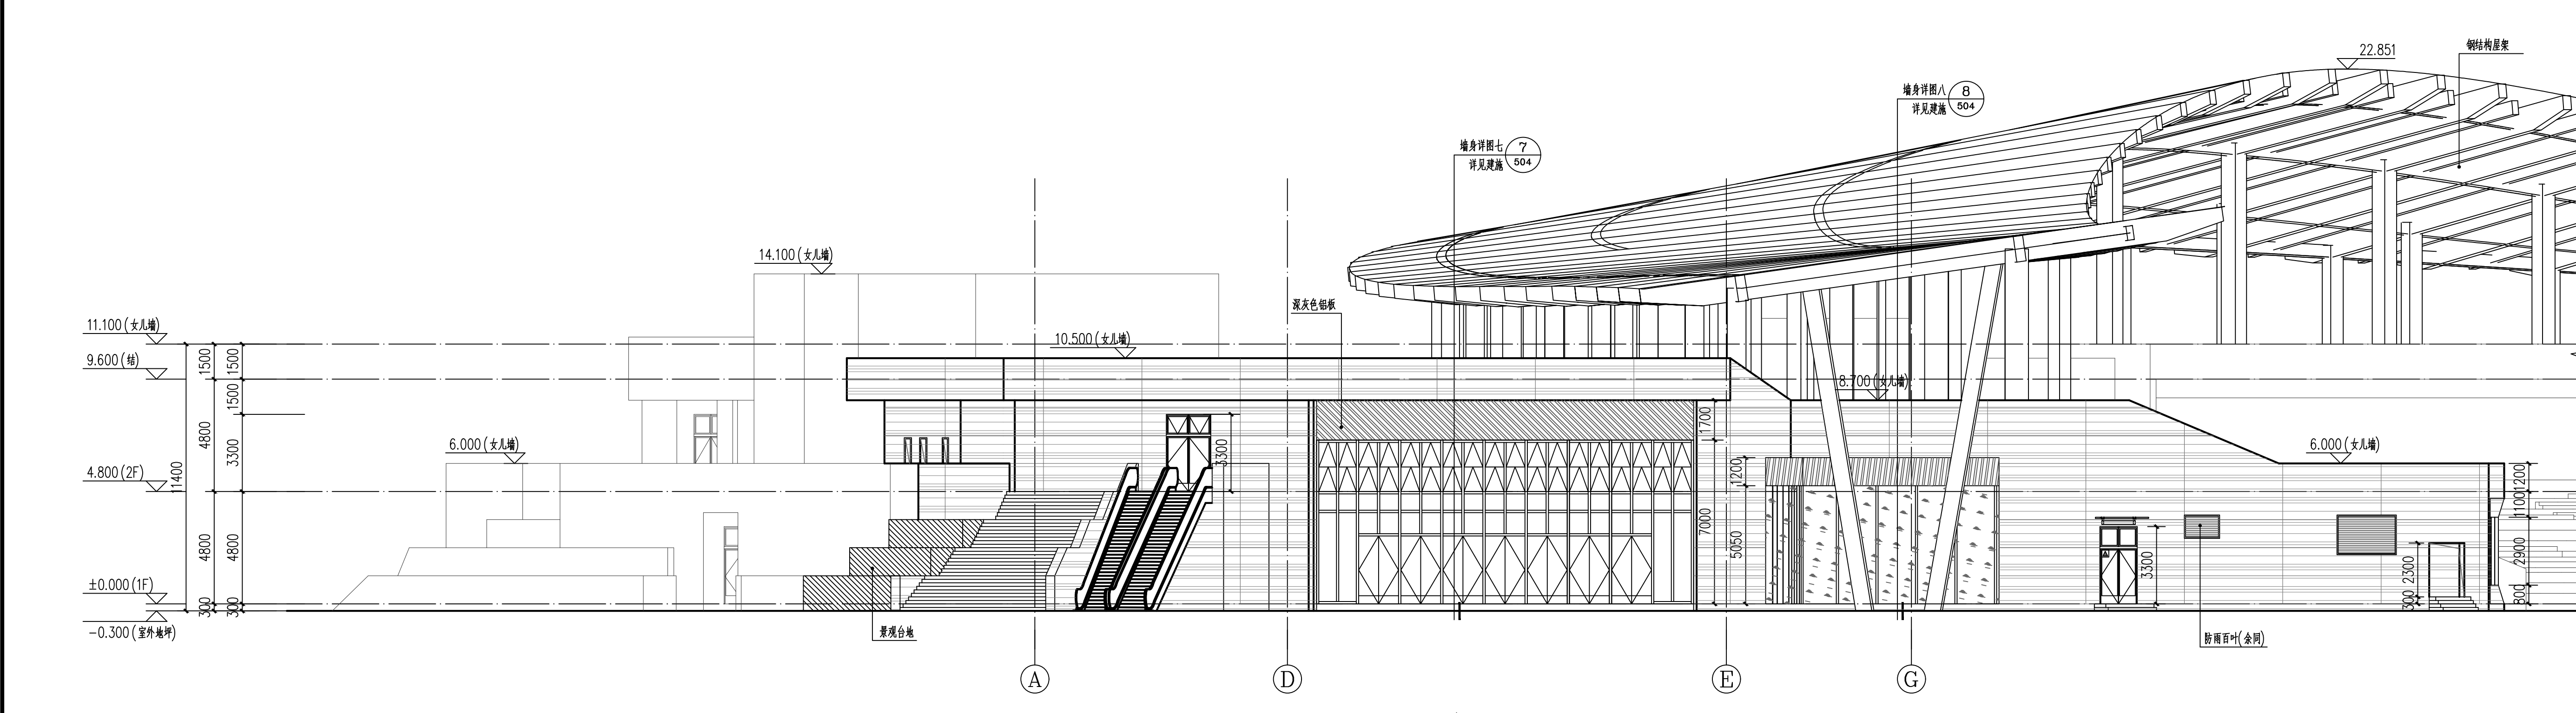 22.851
钢结构屋架
墙身详图八
详见建施
8
504
墙身详图七
详见建施
7
504
14.100(女儿墙)
深灰色铝板
11.100(女儿墙)
10.500(女儿墙)
9.600(结)
8.700(女儿墙)
6.000(女儿墙)
6.000(女儿墙)
4.800(2F)
±0.000(1F)
-0.300(室外地坪)
11400
1500
4800
4800
300
1500
1500
3300
4800
300
3300
1700
7000
1200
5050
3300
2300
300
1200
1100
2900
800
景观台地
防雨百叶(余同)
A
D
E
G